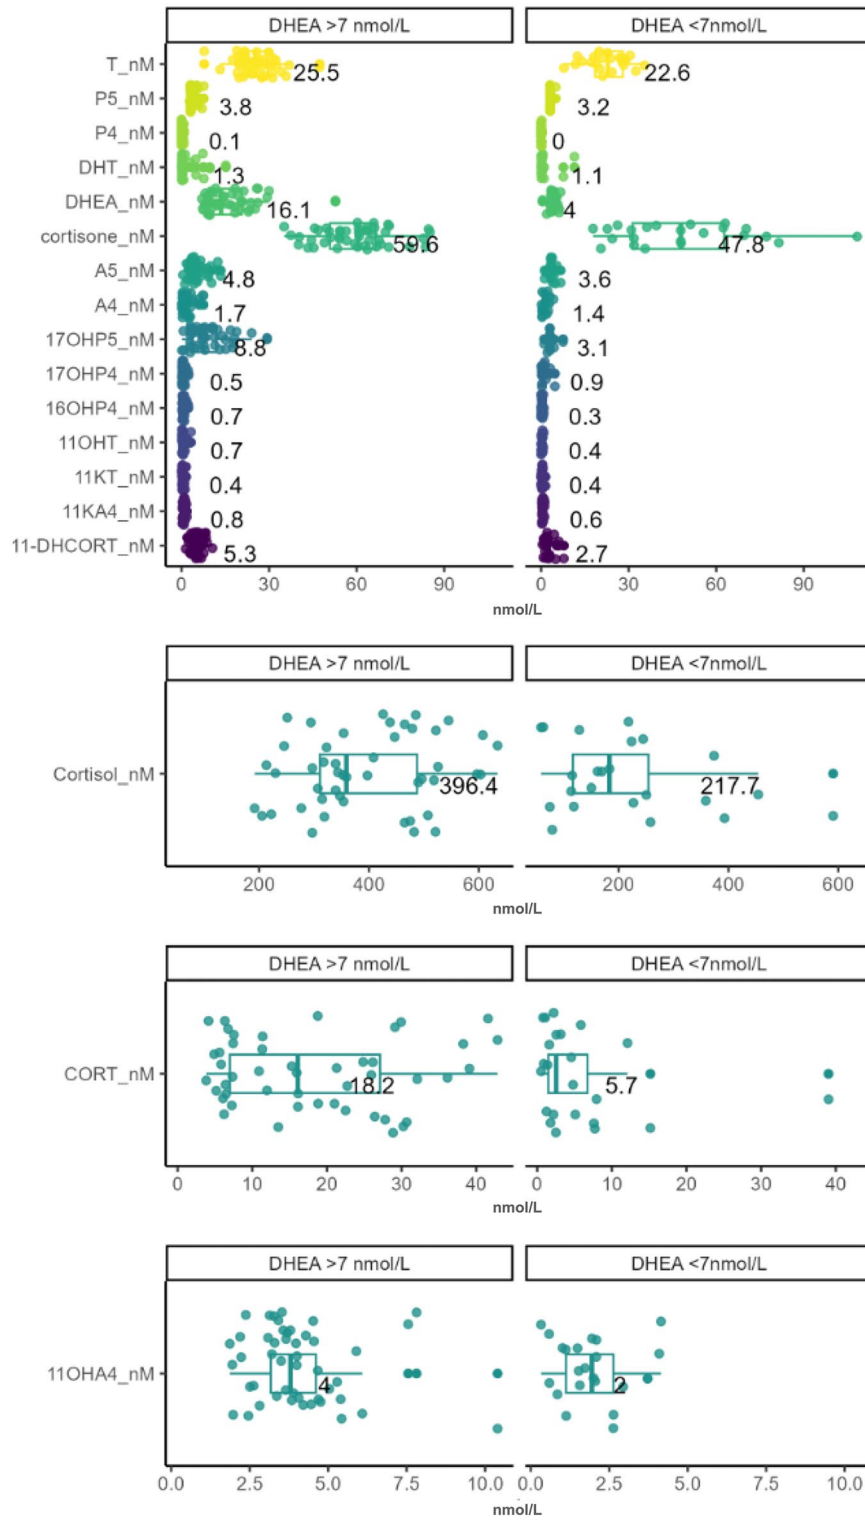 DHEA >7 nmol/L DHEA <7nmol/L
T_nM 25.5 22.6
P5_nM 3.8 3.2
P4_nM 0.1 0
DHT_nM 1.3 1.1
DHEA_nM 16.1 4
cortisone_nM 59.6 47.8
A5_nM 4.8 3.6
A4_nM 1.7 1.4
17OHP5_nM 8.8 3.1
17OHP4_nM 0.5 0.9
16OHP4_nM 0.7 0.3
11OHT_nM 0.7 0.4
11KT_nM 0.4 0.4
11KA4_nM 0.8 0.6
11-DHCORT_nM 5.3 2.7
0 30 60 90 0 30 60 90
nmol/L
DHEA >7 nmol/L DHEA <7nmol/L
Cortisol_nM 396.4 217.7
200 400 600 200 400 600
nmol/L
DHEA >7 nmol/L DHEA <7nmol/L
CORT_nM 18.2 5.7
0 10 20 30 40 0 10 20 30 40
nmol/L
DHEA >7 nmol/L DHEA <7nmol/L
11OHA4_nM 4 2
0.0 2.5 5.0 7.5 10.0 0.0 2.5 5.0 7.5 10.0
nmol/L